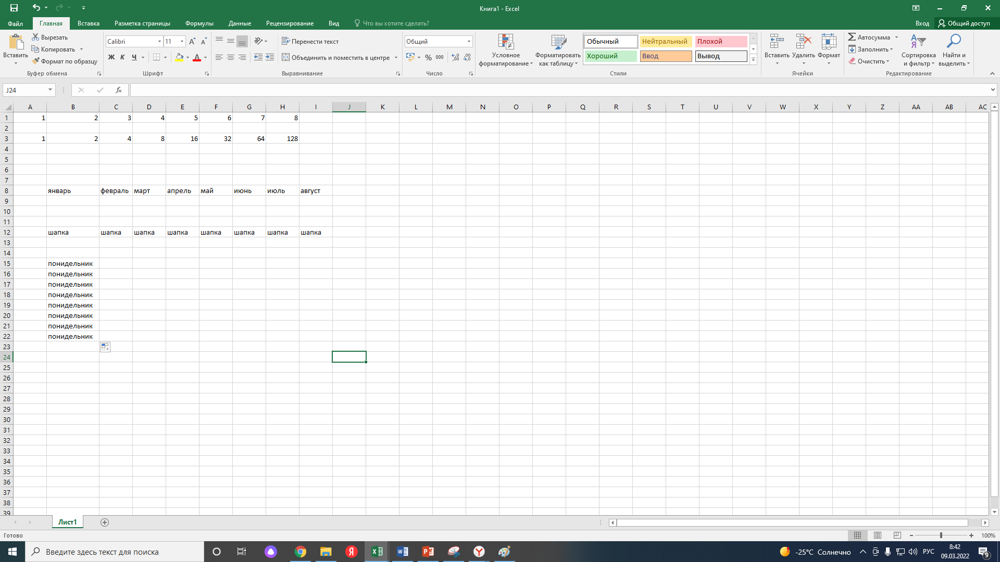 Книга1 - Excel
Файл Главная Вставка Разметка страницы Формулы Данные Рецензирование Вид Что вы хотите сделать? Вход Общий доступ
Вставить Вырезать Копировать Формат по образцу Буфер обмена
Calibri 11 Ж К Ч Шрифт
Перенести текст Объединить и поместить в центре Выравнивание
Общий % 000 Число
Условное форматирование Форматировать как таблицу
Обычный Нейтральный Плохой
Хороший Ввод Вывод
Стили
Вставить Удалить Формат Ячейки
Автосумма Заполнить Очистить Сортировка и фильтр Найти и выделить Редактирование
J24 fx
A B C D E F G H I J K L M N O P Q R S T U V W X Y Z AA AB AC
1 1 2 3 4 5 6 7 8
2
3 1 2 4 8 16 32 64 128
4
5
6
7
8 январь февраль март апрель май июнь июль август
9
10
11
12 шапка шапка шапка шапка шапка шапка шапка шапка
13
14
15 понидельник
16 понидельник
17 понидельник
18 понидельник
19 понидельник
20 понидельник
21 понидельник
22 понидельник
23
24
25
26
27
28
29
30
31
32
33
34
35
36
37
38
39
Лист1
Готово 100%
Введите здесь текст для поиска -25°C Солнечно РУС 8:42
09.03.2022 9